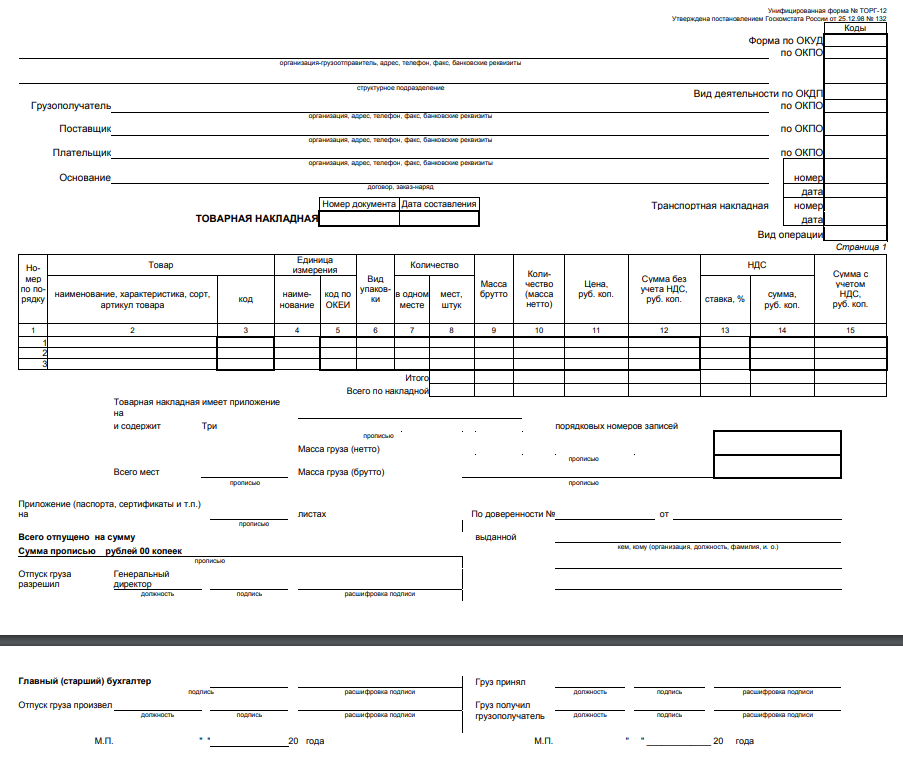 Унифицированная форма № ТОРГ-12
Утверждена постановлением Госкомстата России от 25.12.98 № 132
Коды
Форма по ОКУД
по ОКПО
организация-грузоотправитель, адрес, телефон, факс, банковские реквизиты
структурное подразделение
Вид деятельности по ОКДП
Грузополучатель по ОКПО
организация, адрес, телефон, факс, банковские реквизиты
Поставщик по ОКПО
организация, адрес, телефон, факс, банковские реквизиты
Плательщик по ОКПО
организация, адрес, телефон, факс, банковские реквизиты
Основание номер
договор, заказ-наряд
дата
Номер документа Дата составления
Транспортная накладная номер
ТОВАРНАЯ НАКЛАДНАЯ
дата
Вид операции
Страница 1
Но-
мер
по по-
рядку
Товар
наименование, характеристика, сорт,
артикул товара
код
Единица
измерения
наиме-
нование
код по
ОКЕИ
Вид
упаков-
ки
Количество
в одном
месте
мест,
штук
Масса
брутто
Коли-
чество
(масса
нетто)
Цена,
руб. коп.
Сумма без
учета НДС,
руб. коп.
НДС
ставка, %
сумма,
руб. коп.
Сумма с
учетом
НДС,
руб. коп.
1 2 3 4 5 6 7 8 9 10 11 12 13 14 15
1
2
3
Итого
Всего по накладной
Товарная накладная имеет приложение
на
и содержит Три порядковых номеров записей
прописью
Масса груза (нетто)
прописью
Всего мест Масса груза (брутто)
прописью прописью
Приложение (паспорта, сертификаты и т.п.)
на листах По доверенности № от
прописью
Всего отпущено на сумму выданной
кем, кому (организация, должность, фамилия, и. о.)
Сумма прописью рублей 00 копеек
прописью
Отпуск груза Генеральный
разрешил директор
должность подпись расшифровка подписи
Главный (старший) бухгалтер Груз принял
подпись расшифровка подписи должность подпись расшифровка подписи
Отпуск груза произвел Груз получил
грузополучатель
должность подпись расшифровка подписи должность подпись расшифровка подписи
М.П. " " 20 года М.П. " " 20 года